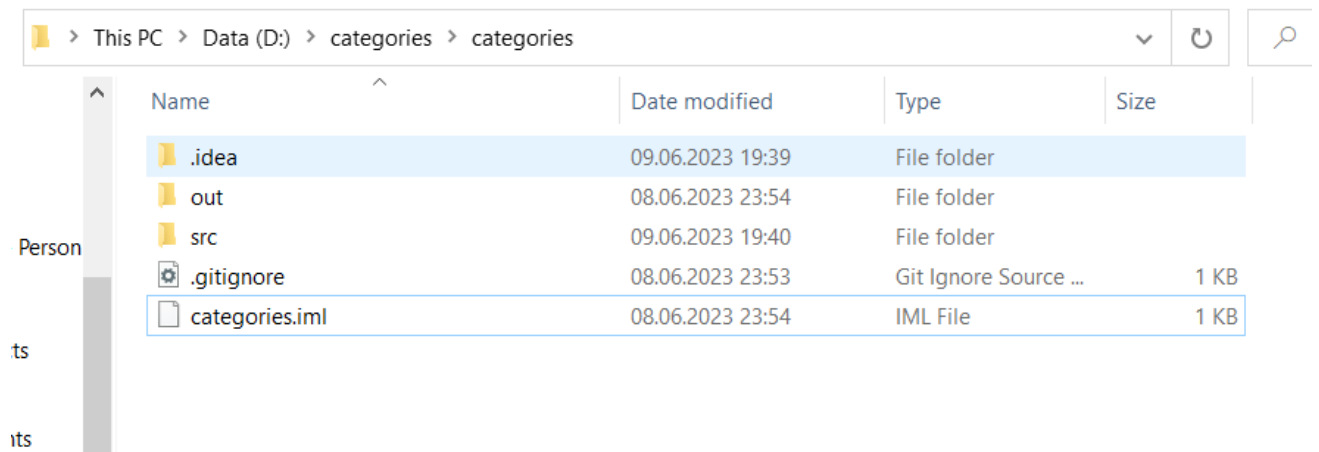 This PC > Data (D:) > categories > categories
Name Date modified Type Size
.idea 09.06.2023 19:39 File folder
out 08.06.2023 23:54 File folder
src 09.06.2023 19:40 File folder
Person
.gitignore 08.06.2023 23:53 Git Ignore Source ... 1 KB
categories.iml 08.06.2023 23:54 IML File 1 KB
ts
nts